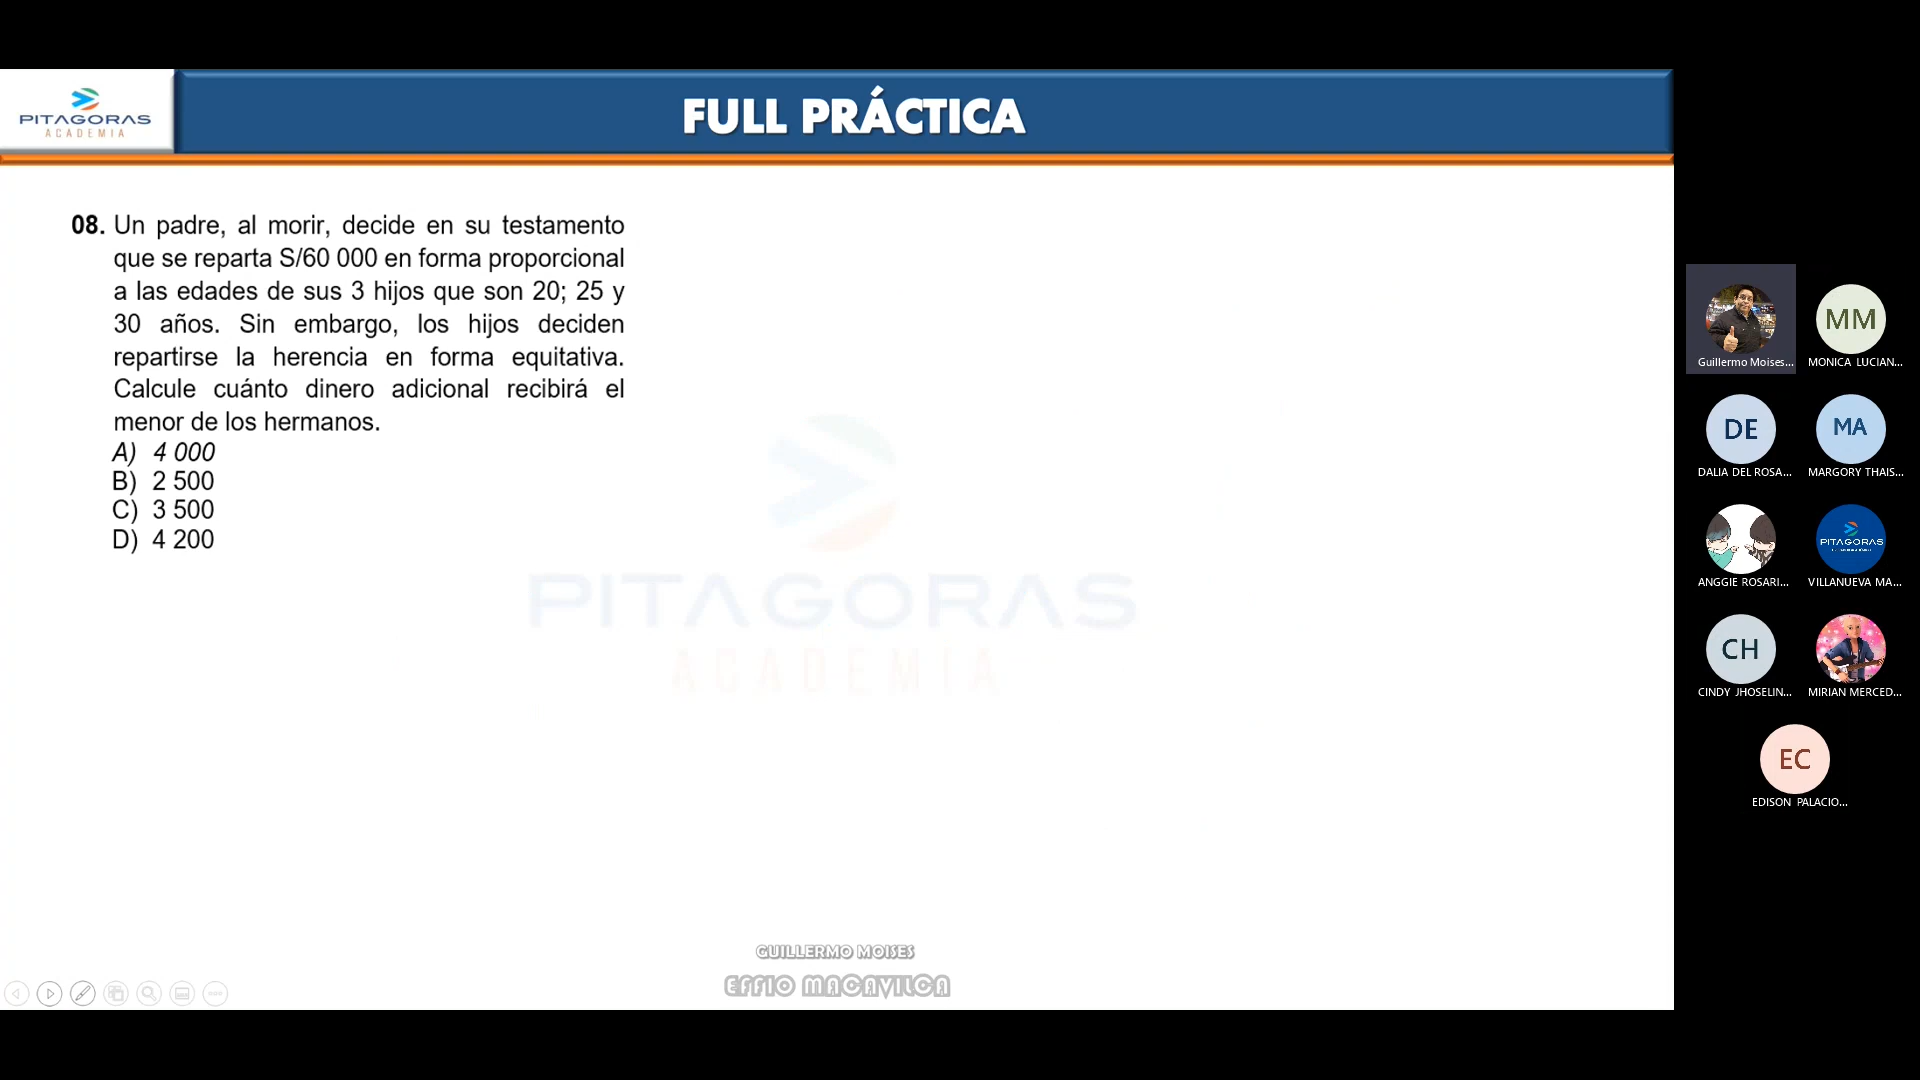 PITAGORAS
ACADEMIA
FULL PRÁCTICA
08. Un padre, al morir, decide en su testamento
que se reparta S/60 000 en forma proporcional
a las edades de sus 3 hijos que son 20; 25 y
30 años. Sin embargo, los hijos deciden
repartirse la herencia en forma equitativa.
Calcule cuánto dinero adicional recibirá el
menor de los hermanos.
A) 4 000
B) 2 500
C) 3 500
D) 4 200
PITAGORAS
ACADEMIA
GUILLERMO MOISES
EFFIO MACAVILCA
Guillermo Moises...
MM
MONICA LUCIAN...
DE
DALIA DEL ROSA...
MA
MARGORY THAIS...
ANGGIE ROSARI...
PITAGORAS
VILLANUEVA MA...
CH
CINDY JHOSELIN...
MIRIAN MERCED...
EC
EDISON PALACIO...